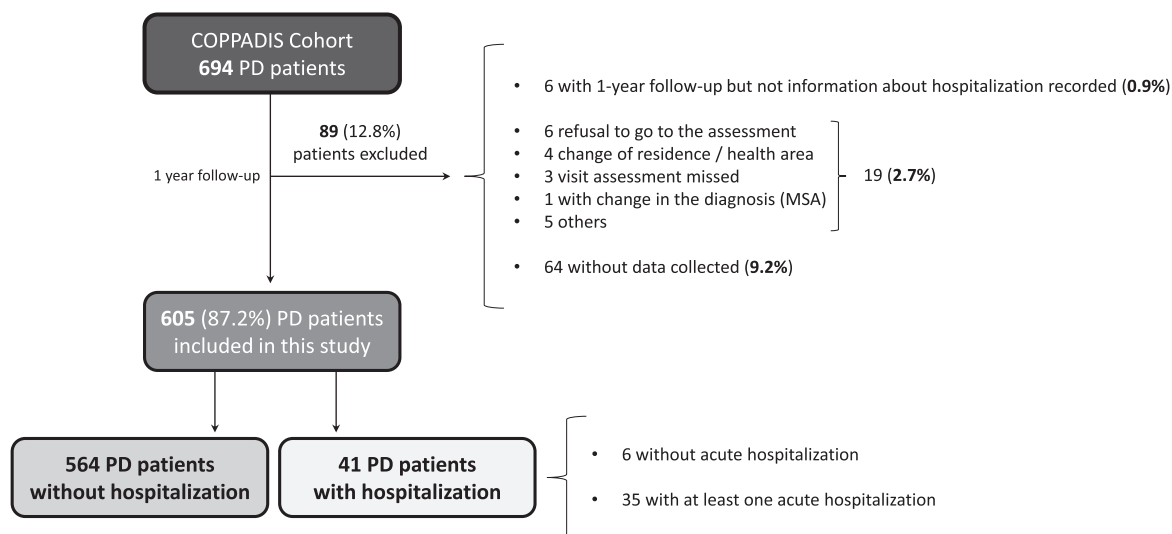 COPPADIS Cohort
694 PD patients
89 (12.8%)
patients excluded
1 year follow-up
• 6 with 1-year follow-up but not information about hospitalization recorded (0.9%)
• 6 refusal to go to the assessment
• 4 change of residence / health area
• 3 visit assessment missed
• 1 with change in the diagnosis (MSA)
• 5 others
19 (2.7%)
• 64 without data collected (9.2%)
605 (87.2%) PD patients
included in this study
564 PD patients
without hospitalization
41 PD patients
with hospitalization
• 6 without acute hospitalization
• 35 with at least one acute hospitalization